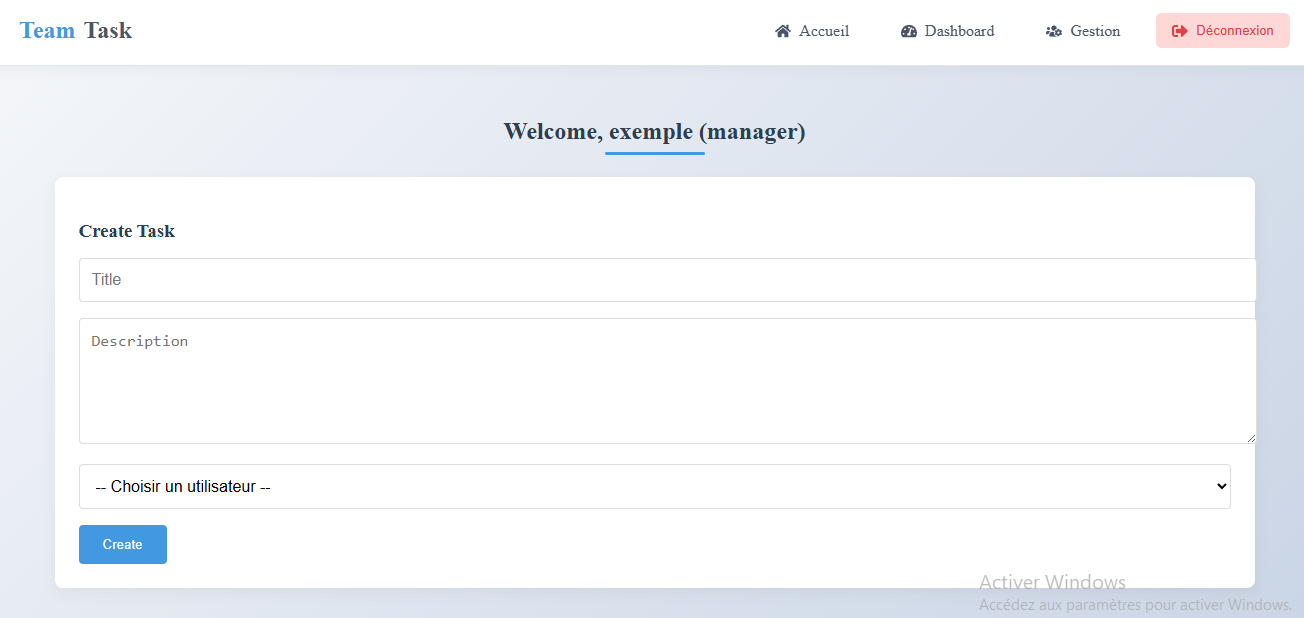 Team Task
Accueil
Dashboard
Gestion
Déconnexion
Welcome, exemple (manager)
Create Task
Title
Description
-- Choisir un utilisateur --
Create
Activer Windows
Accédez aux paramètres pour activer Windows.